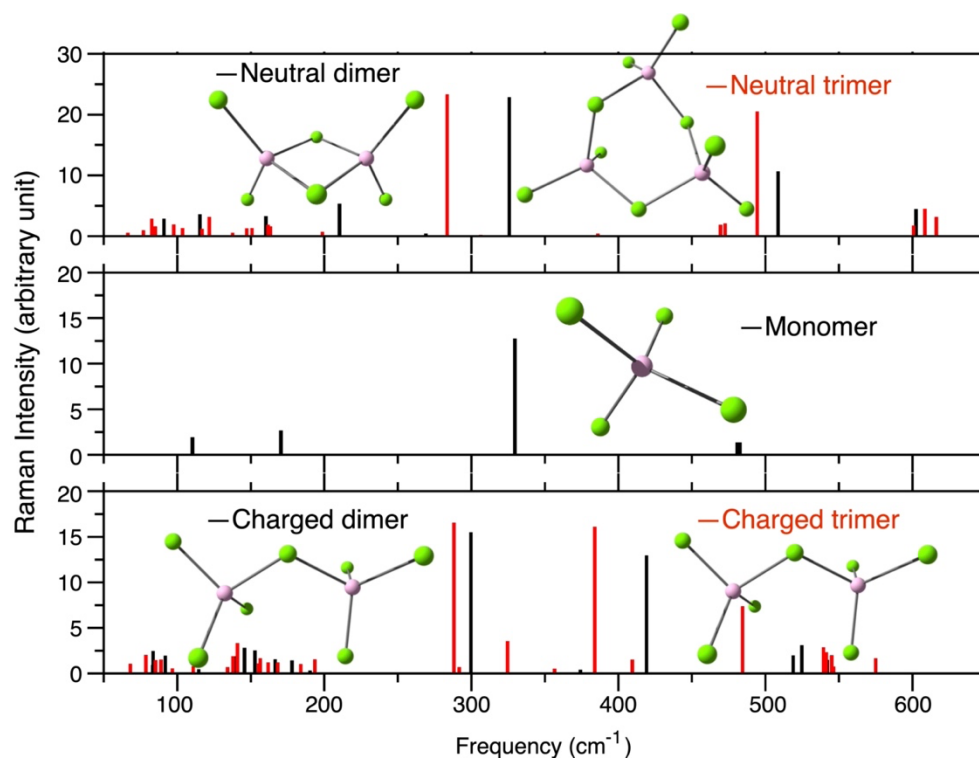 30
20
10
0
—Neutral dimer
—Neutral trimer
20
15
10
5
0
—Monomer
20
15
10
5
0
—Charged dimer
—Charged trimer
100
200
300
400
500
600
Raman Intensity (arbitrary unit)
Frequency (cm⁻¹)